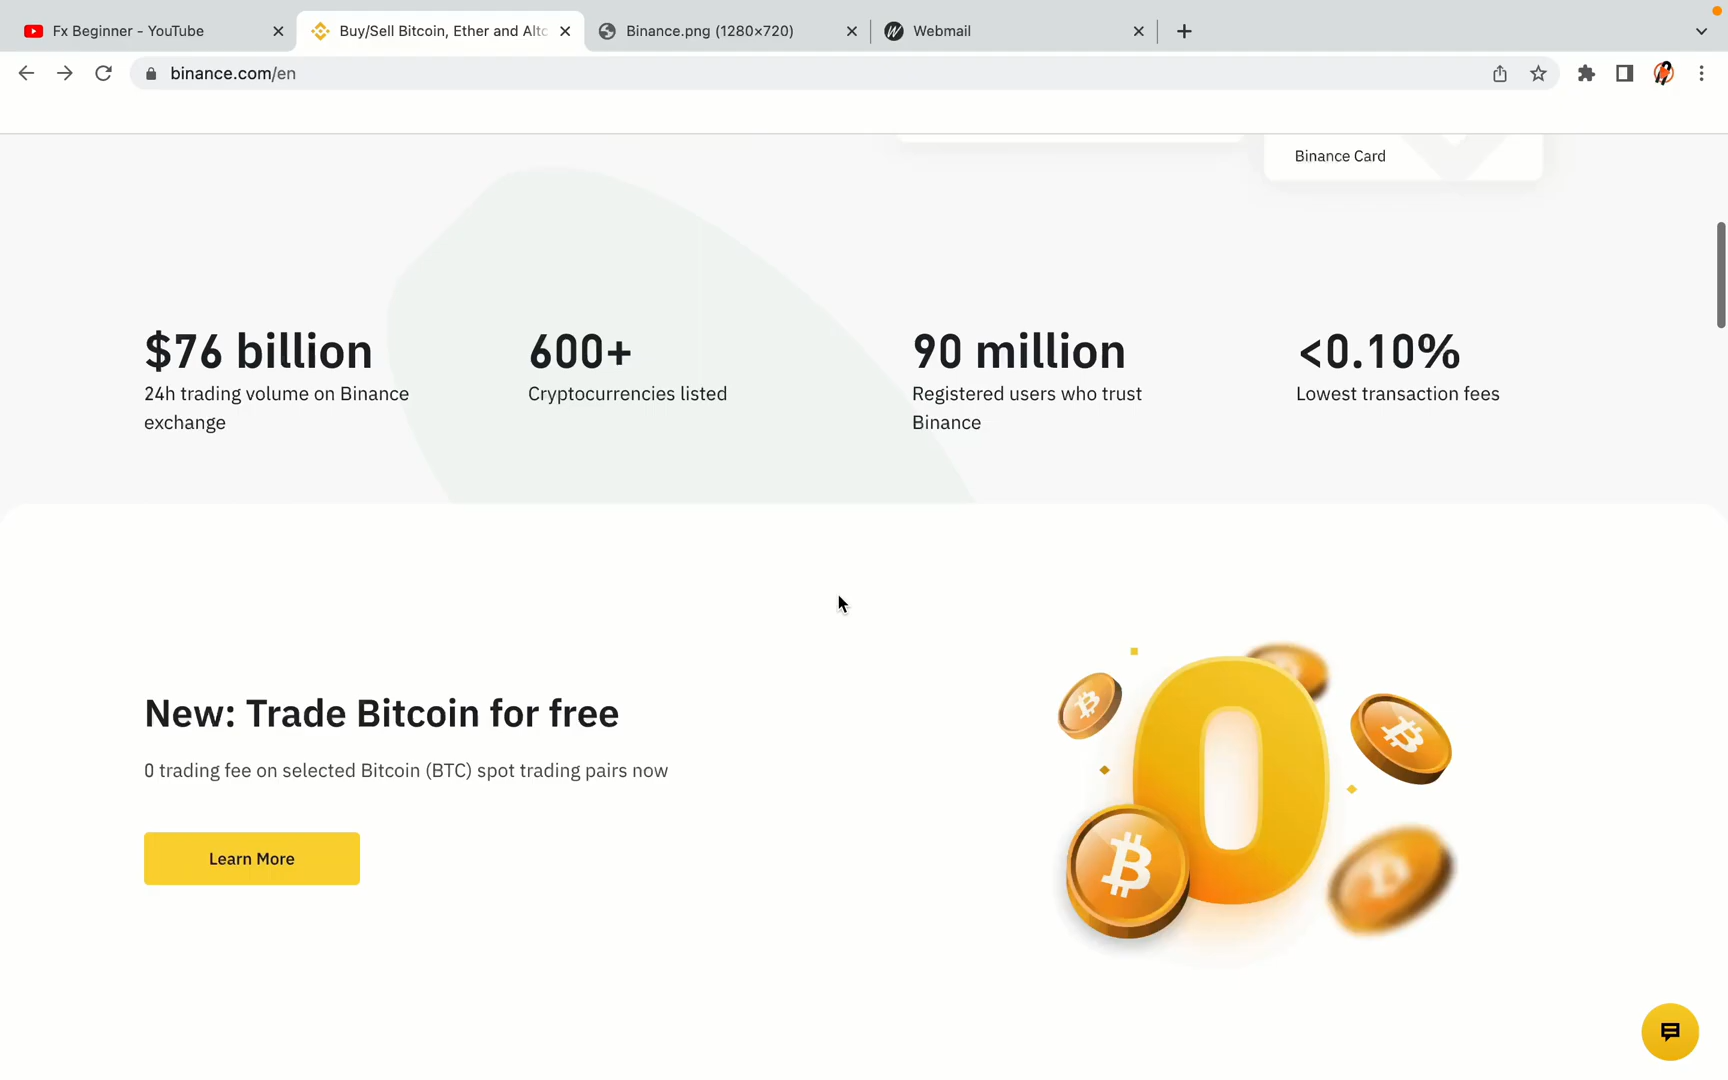 Fx Beginner - YouTube
Buy/Sell Bitcoin, Ether and Altc
Binance.png (1280×720)
Webmail
binance.com/en
Binance Card
$76 billion
24h trading volume on Binance
exchange
600+
Cryptocurrencies listed
90 million
Registered users who trust
Binance
<0.10%
Lowest transaction fees
New: Trade Bitcoin for free
0 trading fee on selected Bitcoin (BTC) spot trading pairs now
Learn More
0